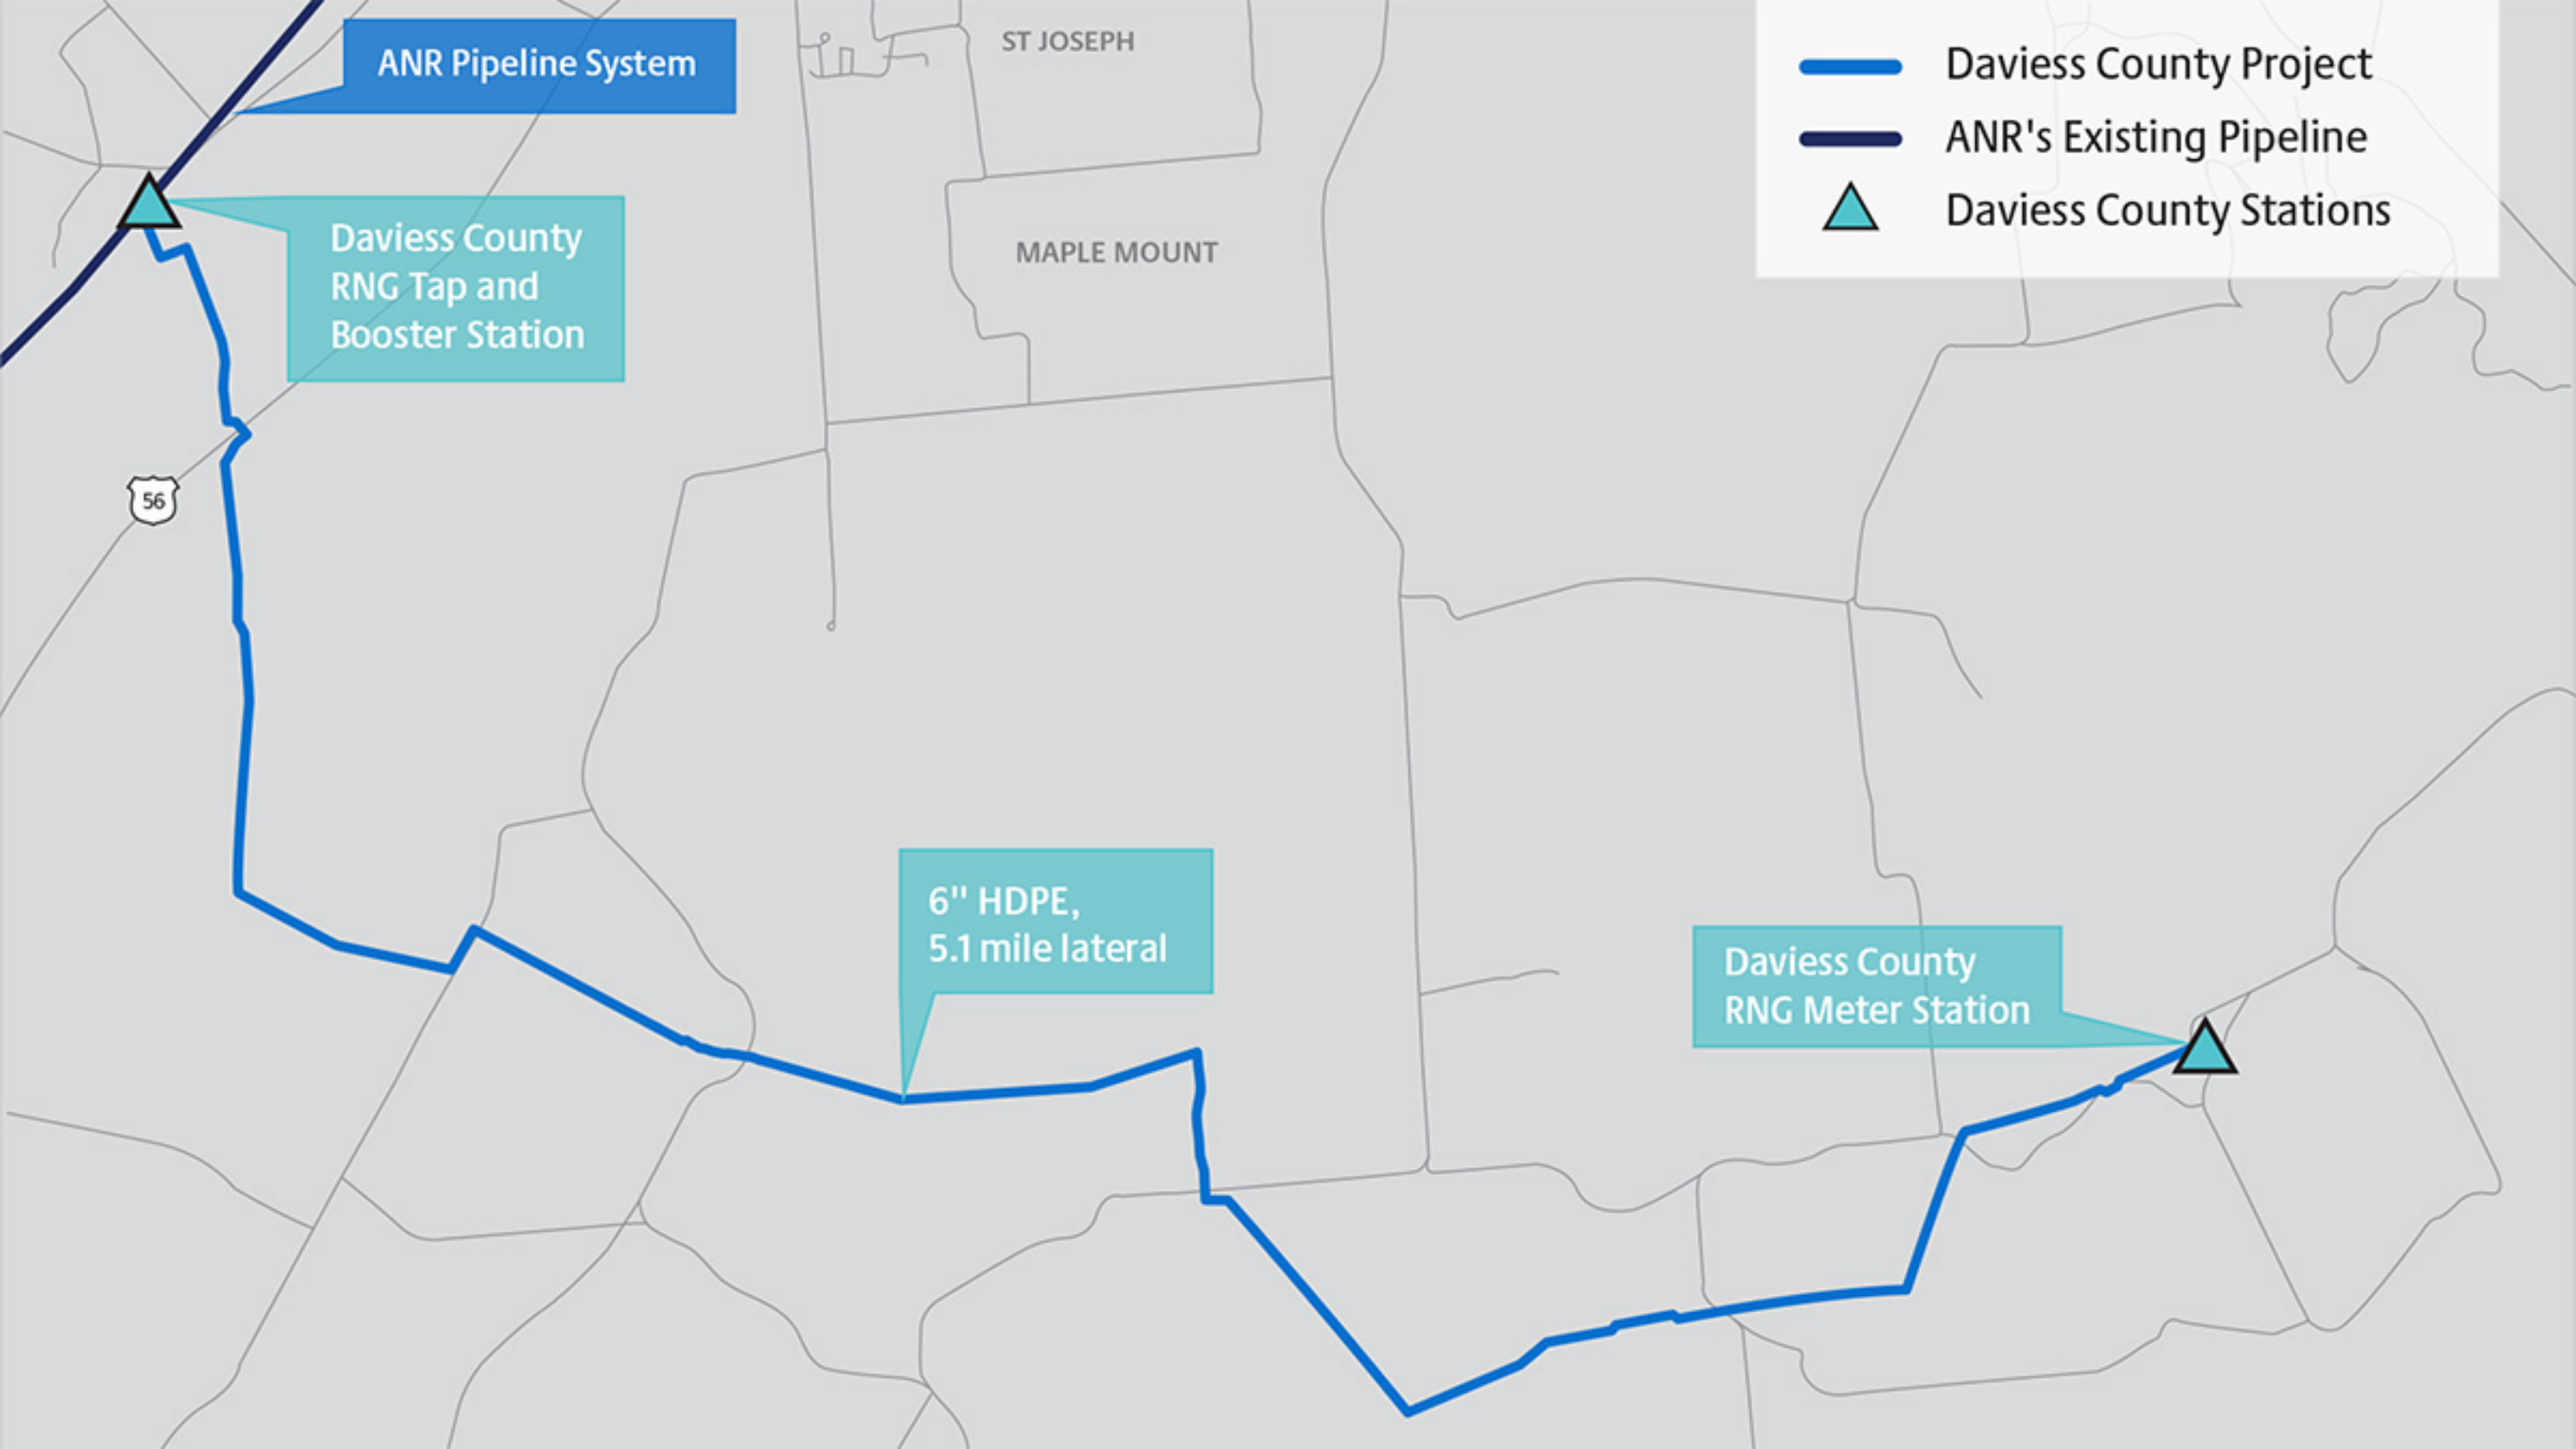 ANR Pipeline System
ST JOSEPH
Daviess County Project
ANR's Existing Pipeline
Daviess County Stations
Daviess County
RNG Tap and
Booster Station
MAPLE MOUNT
56
6" HDPE,
5.1 mile lateral
Daviess County
RNG Meter Station